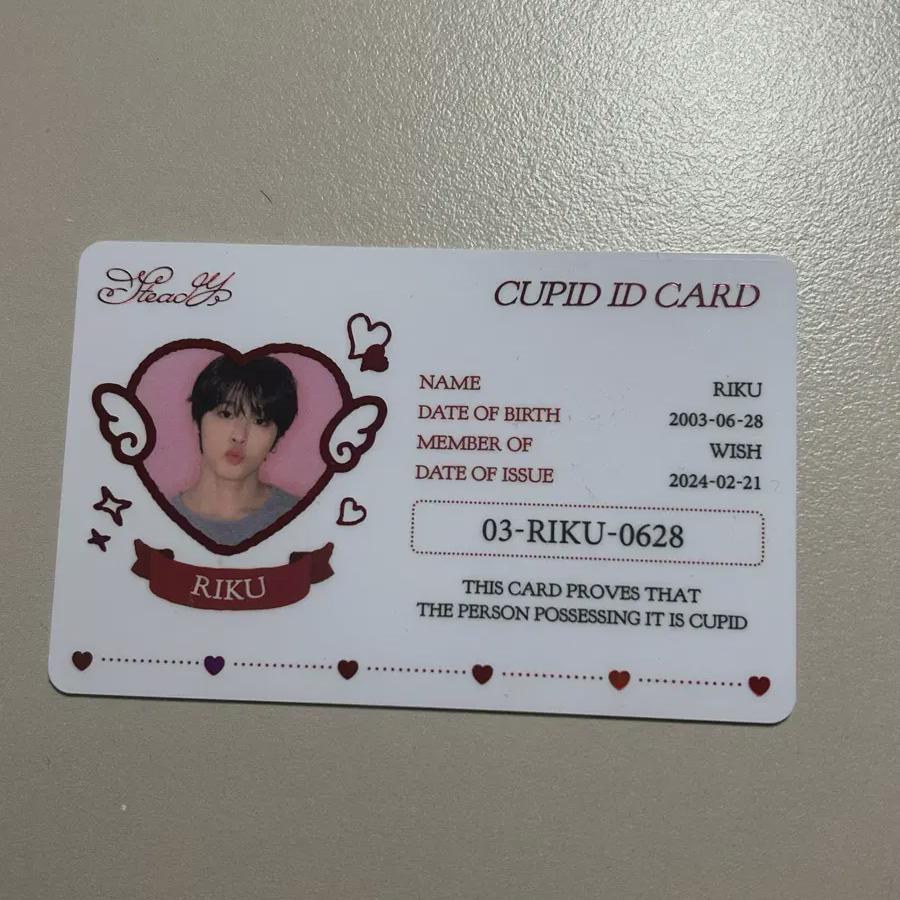 Steady
CUPID ID CARD
NAME RIKU
DATE OF BIRTH 2003-06-28
MEMBER OF WISH
DATE OF ISSUE 2024-02-21
03-RIKU-0628
RIKU
THIS CARD PROVES THAT
THE PERSON POSSESSING IT IS CUPID